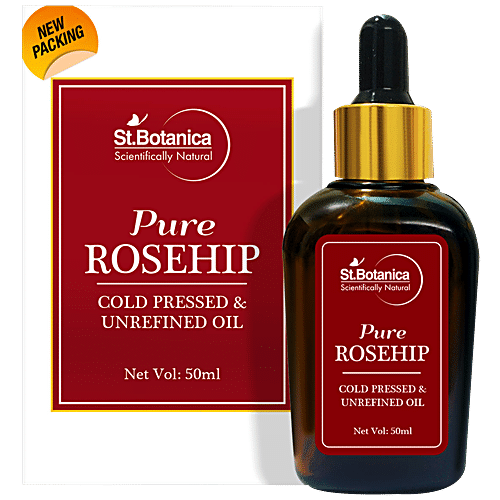 NEW
PACKING
St.Botanica
Scientifically Natural
Pure
ROSEHIP
COLD PRESSED &
UNREFINED OIL
Net Vol: 50ml
St.Botanica
Scientifically Natural
Pure
ROSEHIP
COLD PRESSED &
UNREFINED OIL
Net Vol: 50ml